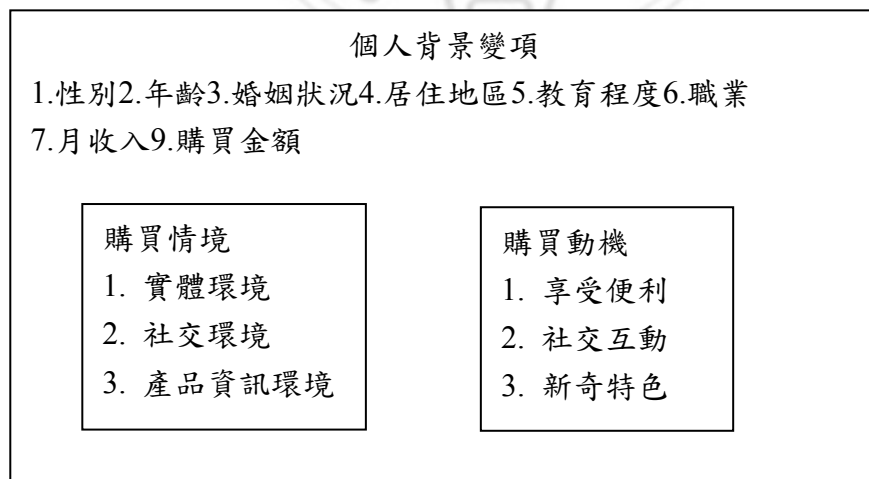 個人背景變項
1.性別2.年齡3.婚姻狀況4.居住地區5.教育程度6.職業
7.月收入9.購買金額
購買情境
1. 實體環境
2. 社交環境
3. 產品資訊環境
購買動機
1. 享受便利
2. 社交互動
3. 新奇特色